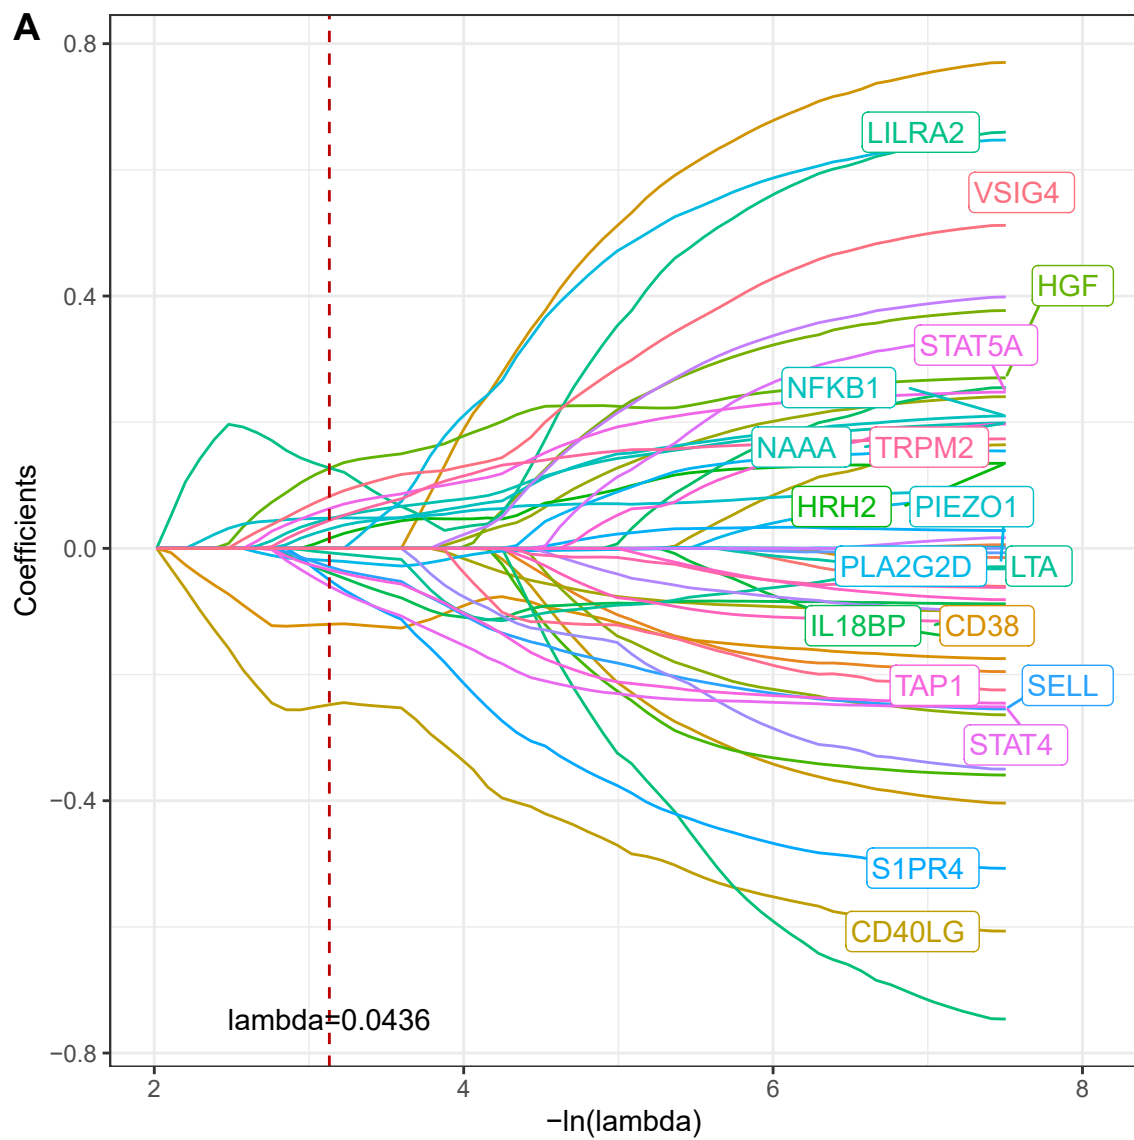 A
0.8
LILRA2
VSIG4
HGF
0.4
STAT5A
NFKB1
NAAA
TRPM2
HRH2
PIEZO1
0.0
PLA2G2D
LTA
IL18BP
CD38
TAP1
SELL
STAT4
−0.4
S1PR4
CD40LG
lambda=0.0436
−0.8
2
4
6
8
−ln(lambda)
Coefficients